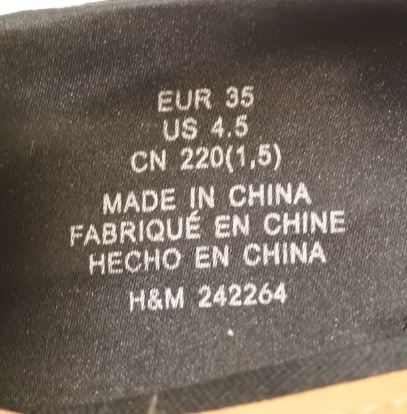 EUR 35
US 4.5
CN 220(1,5)
MADE IN CHINA
FABRIQUÉ EN CHINE
HECHO EN CHINA
H&M 242264